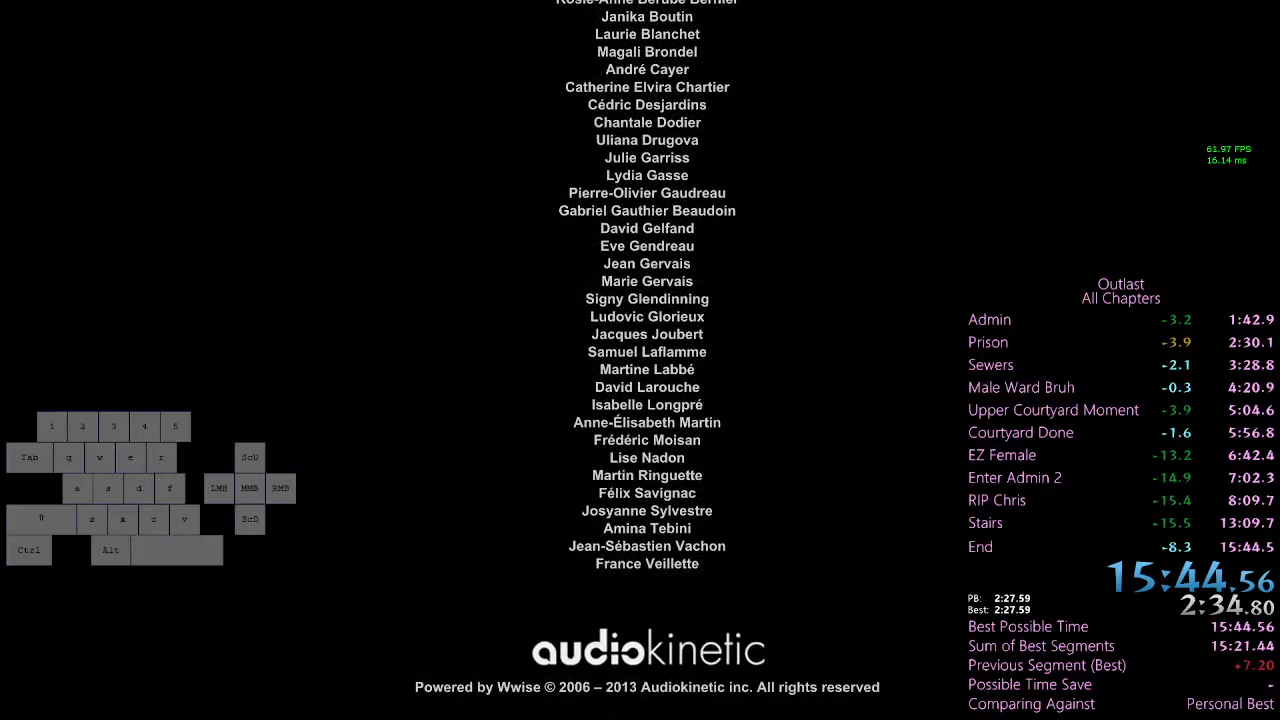 Rosie-Anne Bérubé Bernier
Janika Boutin
Laurie Blanchet
Magali Brondel
André Cayer
Catherine Elvira Chartier
Cédric Desjardins
Chantale Dodier
Uliana Drugova
Julie Garriss
Lydia Gasse
Pierre-Olivier Gaudreau
Gabriel Gauthier Beaudoin
David Gelfand
Eve Gendreau
Jean Gervais
Marie Gervais
Signy Glendinning
Ludovic Glorieux
Jacques Joubert
Samuel Laflamme
Martine Labbé
David Larouche
Isabelle Longpré
Anne-Élisabeth Martin
Frédéric Moisan
Lise Nadon
Martin Ringuette
Félix Savignac
Josyanne Sylvestre
Amina Tebini
Jean-Sébastien Vachon
France Veillette
audiokinetic
Powered by Wwise © 2006 – 2013 Audiokinetic inc. All rights reserved
1 2 3 4 5
Tab q w e r ScU
a s d f LMB MMB RMB
⇧ z x c v ScD
Ctrl Alt
61.97 FPS
16.14 ms
Outlast
All Chapters
Admin -3.2 1:42.9
Prison -3.9 2:30.1
Sewers -2.1 3:28.8
Male Ward Bruh -0.3 4:20.9
Upper Courtyard Moment -3.9 5:04.6
Courtyard Done -1.6 5:56.8
EZ Female -13.2 6:42.4
Enter Admin 2 -14.9 7:02.3
RIP Chris -15.4 8:09.7
Stairs -15.5 13:09.7
End -8.3 15:44.5
15:44.56
PB: 2:27.59
Best: 2:27.59
2:34.80
Best Possible Time 15:44.56
Sum of Best Segments 15:21.44
Previous Segment (Best) +7.20
Possible Time Save -
Comparing Against Personal Best